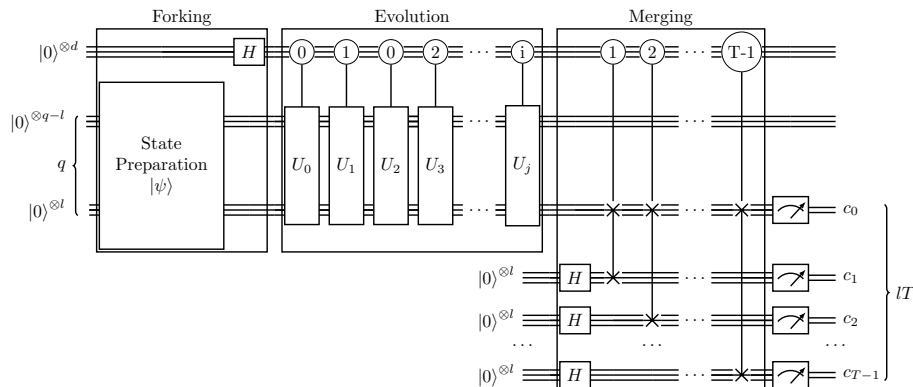 Forking Evolution Merging
|0⟩^{⊗d} H 0 1 0 2 ··· i 1 2 ··· T-1
|0⟩^{⊗q−l} ··· ···
State
Preparation
|ψ⟩
q U_0 U_1 U_2 U_3 U_j
|0⟩^{⊗l} ··· ··· c_0
|0⟩^{⊗l} H ··· c_1
lT
|0⟩^{⊗l} H ··· c_2
··· ··· ···
|0⟩^{⊗l} H ··· c_{T−1}